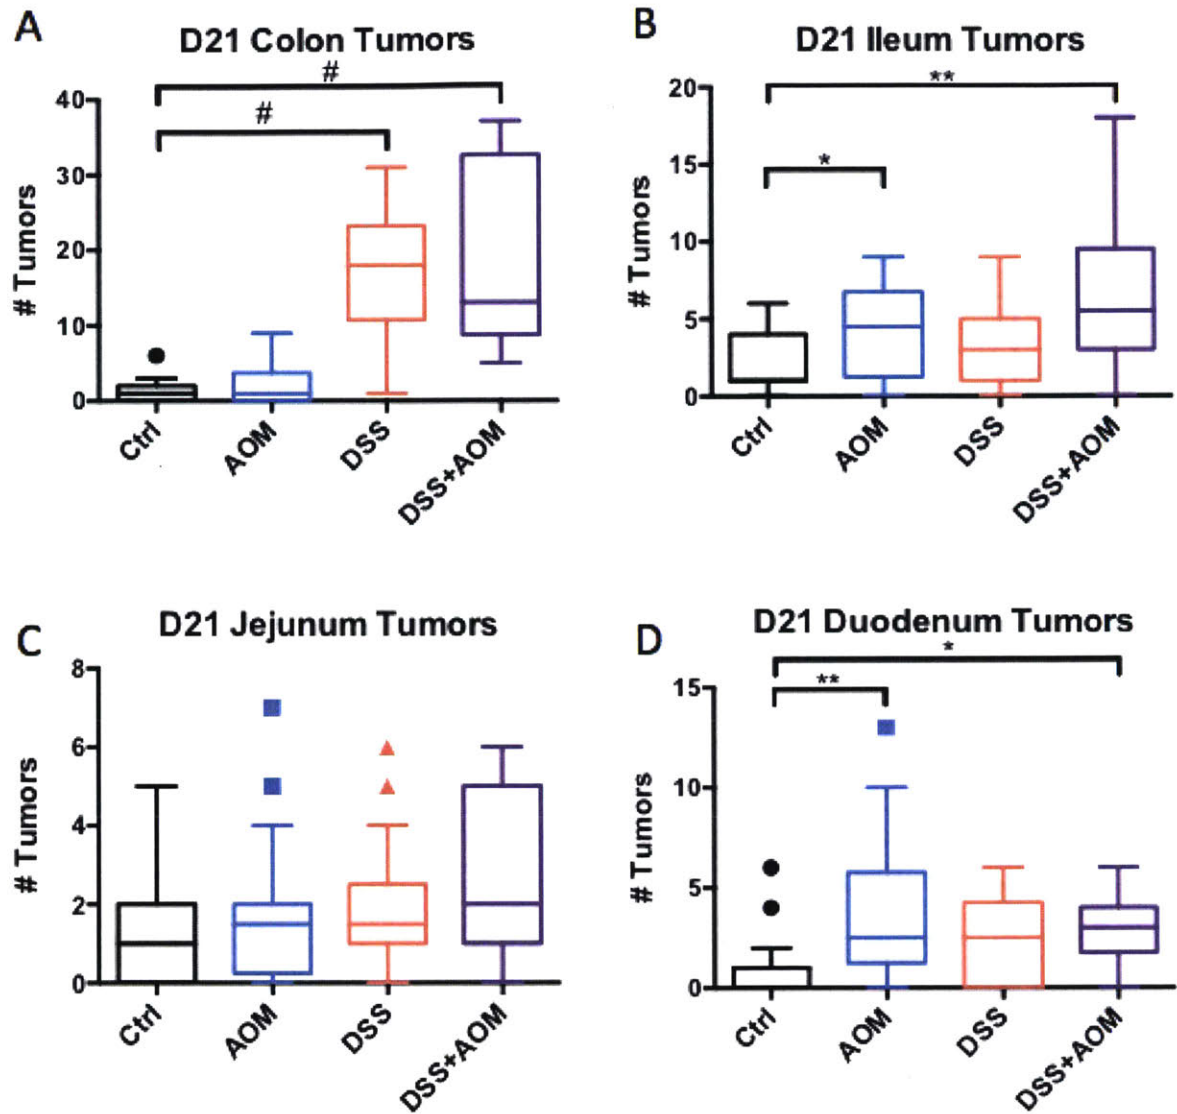 A
D21 Colon Tumors
#
#
# Tumors
40
30
20
10
0
Ctrl
AOM
DSS
DSS+AOM
B
D21 Ileum Tumors
**
*
# Tumors
20
15
10
5
0
Ctrl
AOM
DSS
DSS+AOM
C
D21 Jejunum Tumors
# Tumors
8
6
4
2
0
Ctrl
AOM
DSS
DSS+AOM
D
D21 Duodenum Tumors
*
**
# Tumors
15
10
5
0
Ctrl
AOM
DSS
DSS+AOM